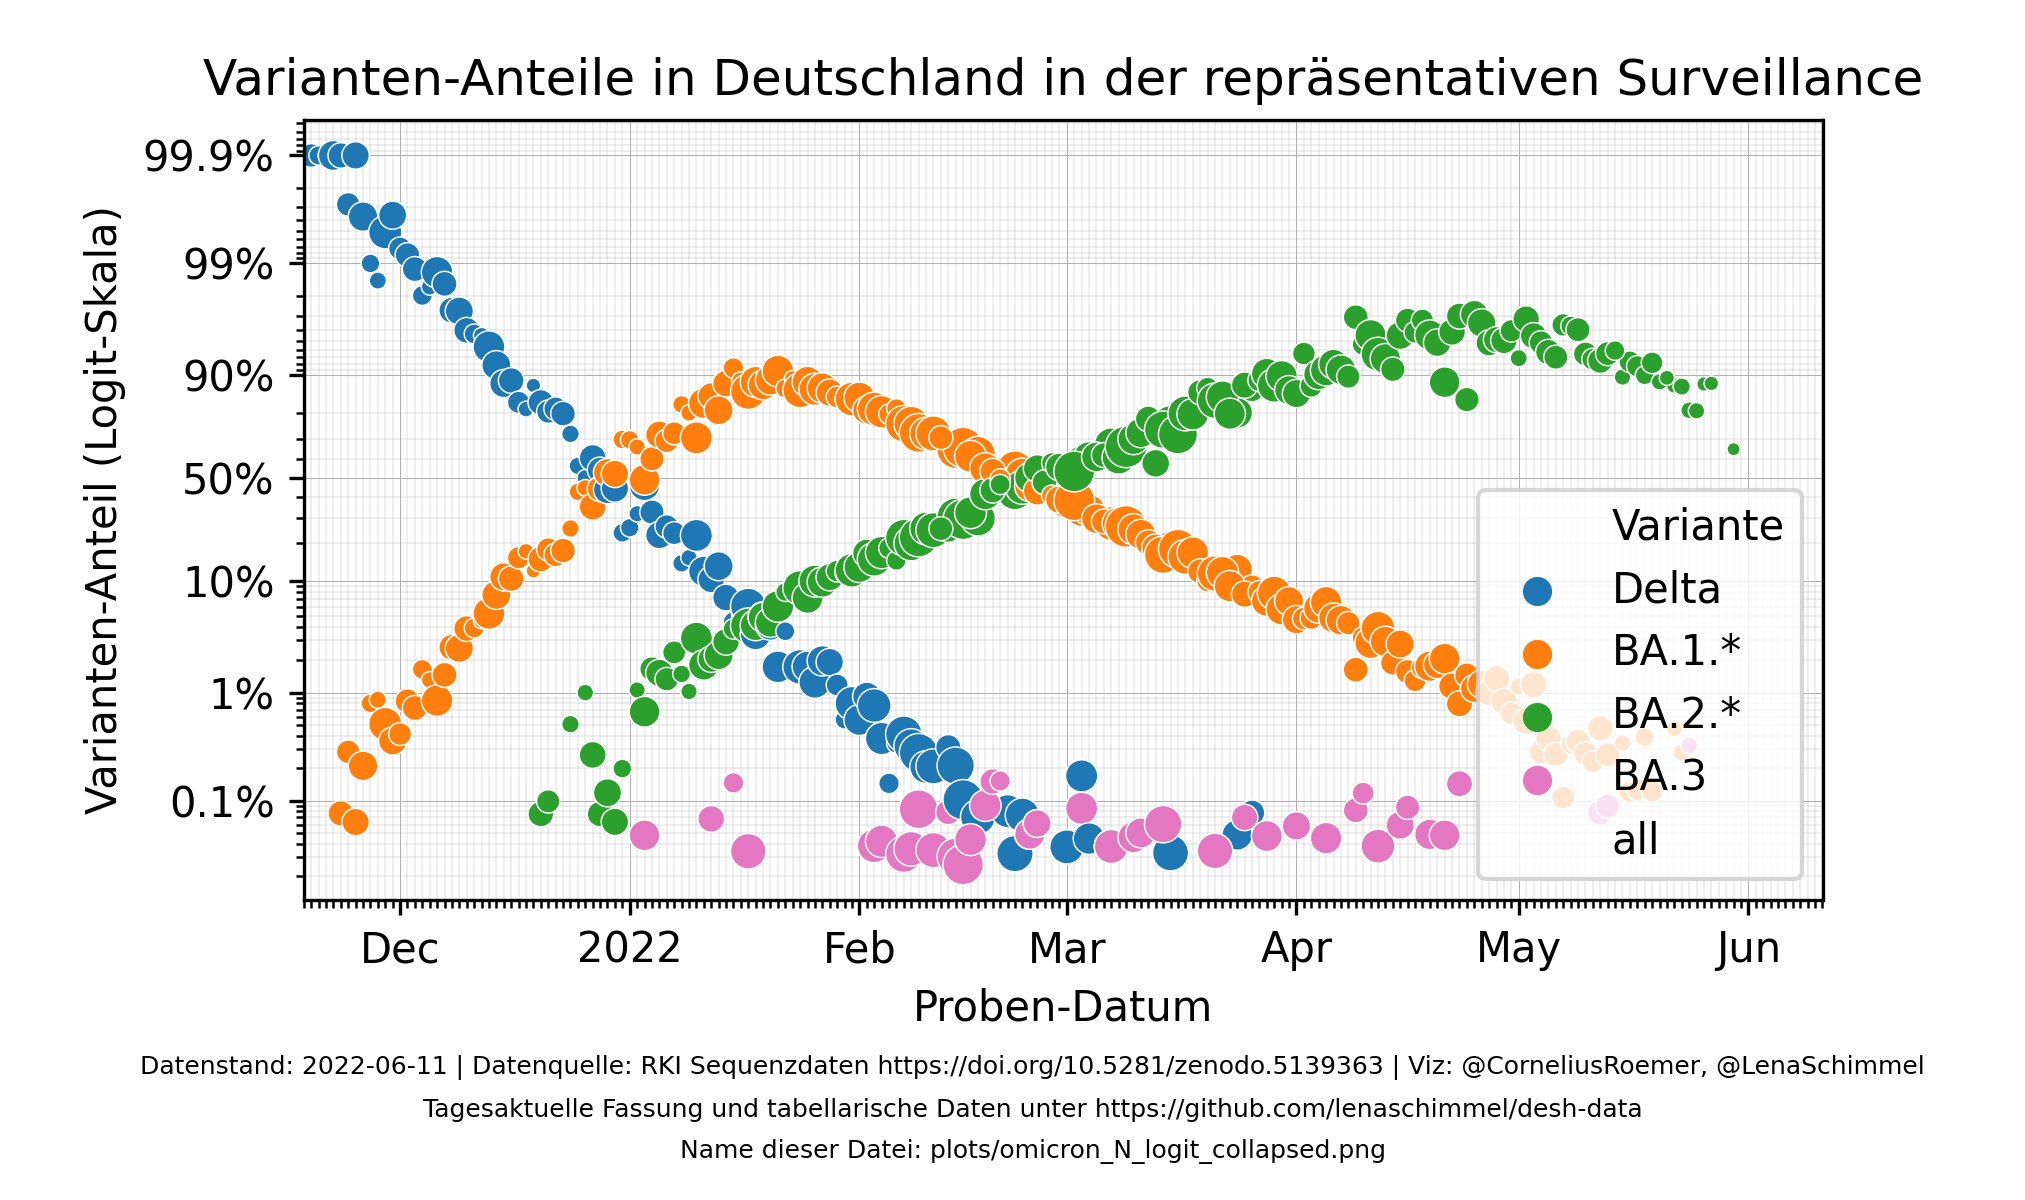 Varianten-Anteile in Deutschland in der repräsentativen Surveillance
Varianten-Anteil (Logit-Skala)
99.9%
99%
90%
50%
10%
1%
0.1%
Variante
Delta
BA.1.*
BA.2.*
BA.3
all
Dec 2022 Feb Mar Apr May Jun
Proben-Datum
Datenstand: 2022-06-11 | Datenquelle: RKI Sequenzdaten https://doi.org/10.5281/zenodo.5139363 | Viz: @CorneliusRoemer, @LenaSchimmel
Tagesaktuelle Fassung und tabellarische Daten unter https://github.com/lenaschimmel/desh-data
Name dieser Datei: plots/omicron_N_logit_collapsed.png